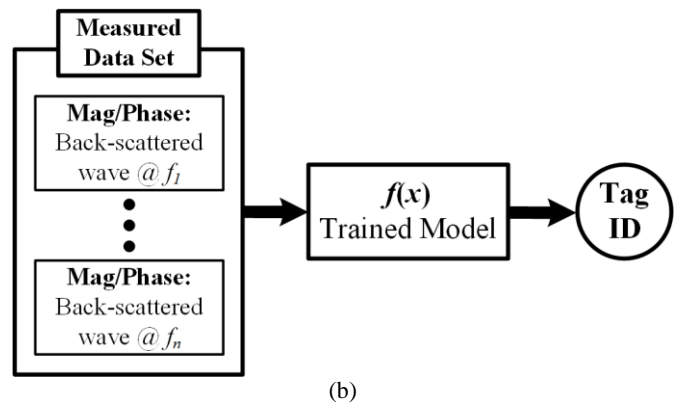 Measured
Data Set
Mag/Phase:
Back-scattered
wave @ f1
Mag/Phase:
Back-scattered
wave @ fn
f(x)
Trained Model
Tag
ID
(b)